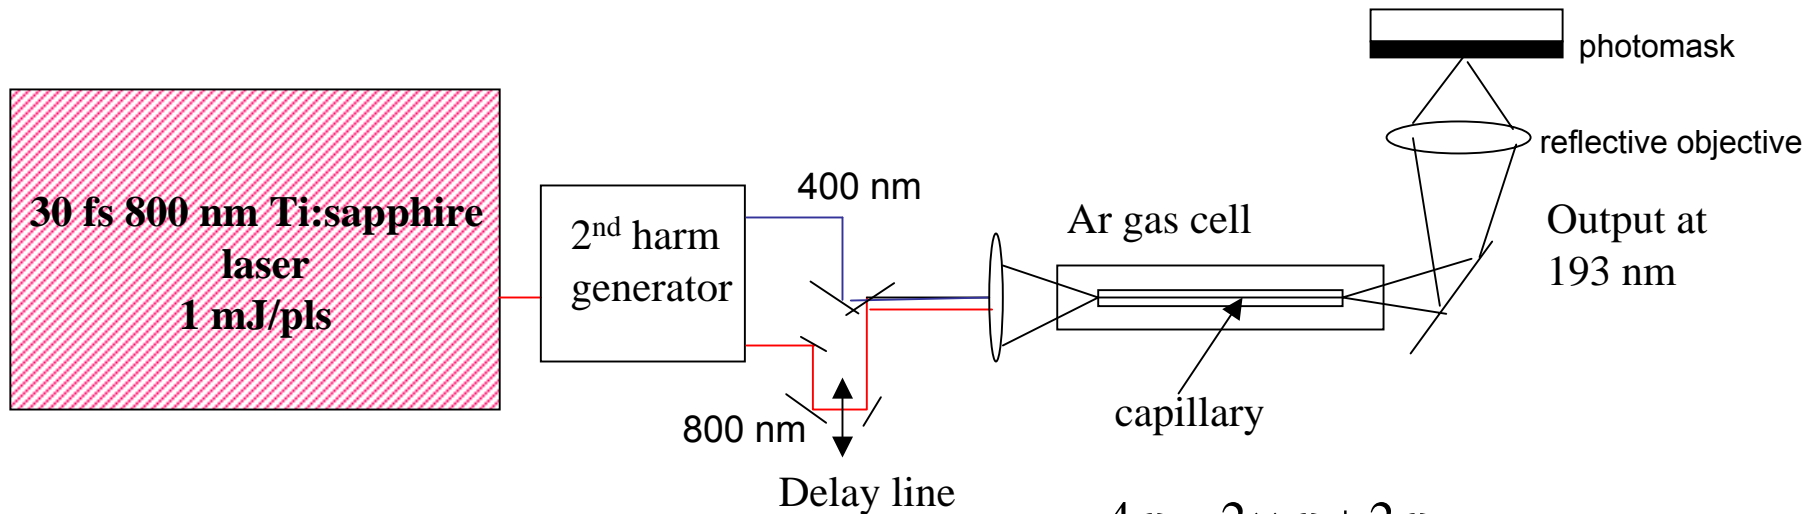 photomask
reflective objective
400 nm
30 fs 800 nm Ti:sapphire
laser
1 mJ/pls
2nd harm
generator
Ar gas cell
Output at
193 nm
capillary
800 nm
Delay line